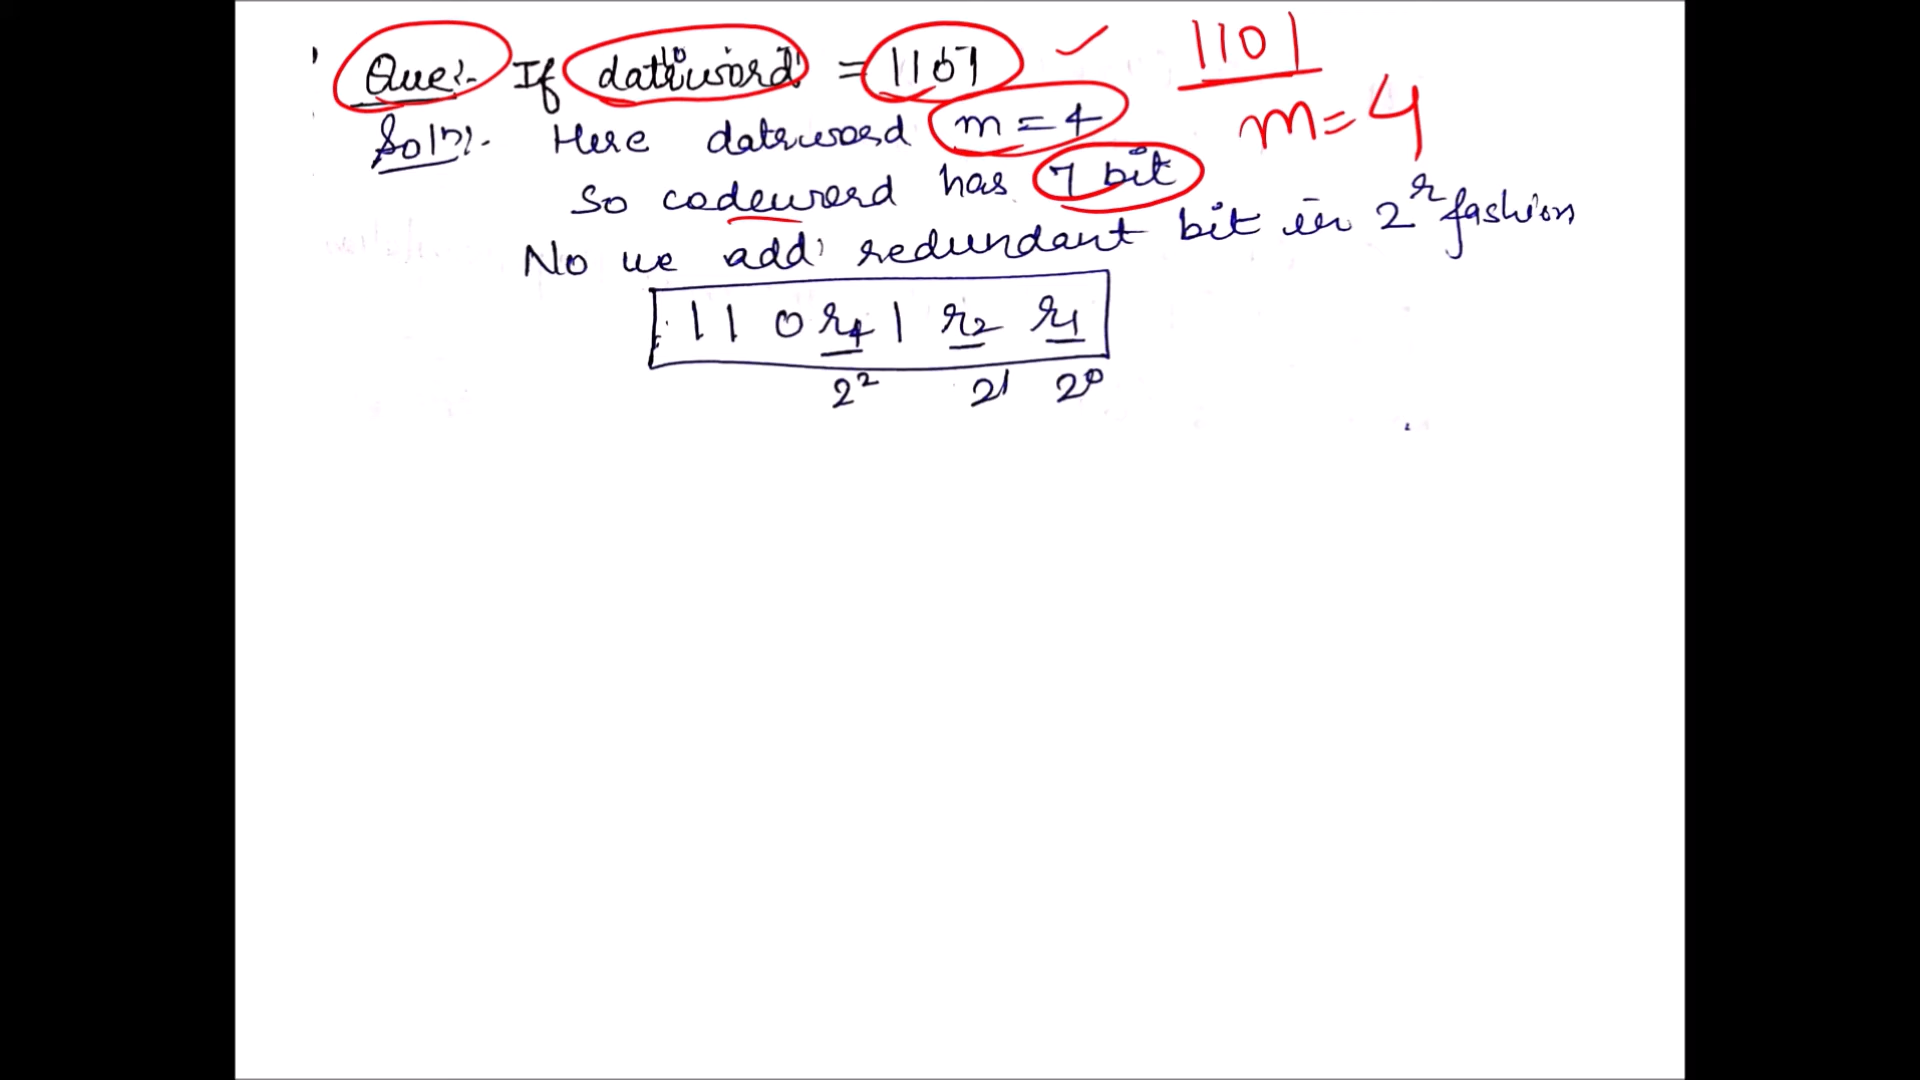 Que:- If dataword = 1101 ✓ 1101
Soln:- Here dataword m = 4 m = 4
So codeword has 7 bit
No we add redundant bit in 2^r fashion
1 1 0 r4 1 r2 r1
2^2 2^1 2^0